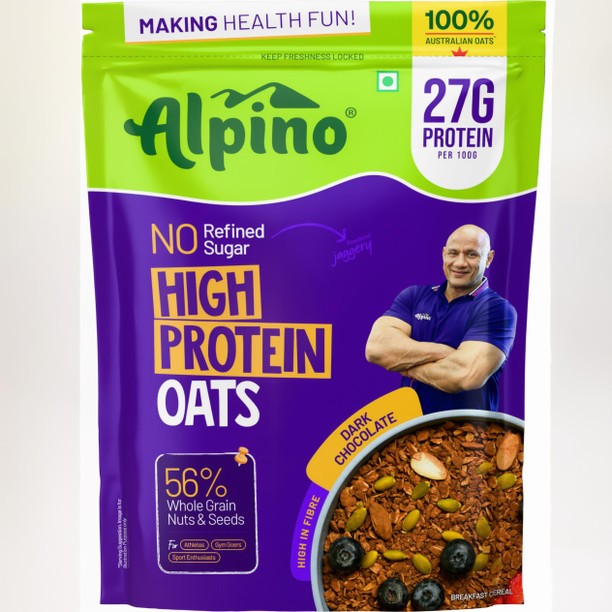 MAKING HEALTH FUN!
100%
AUSTRALIAN OATS*
KEEP FRESHNESS LOCKED
Alpino®
27G
PROTEIN
PER 100G
NO Refined
Sugar
jaggery
HIGH
PROTEIN
OATS
Alpino
DARK
CHOCOLATE
HIGH IN FIBRE
56%
Whole Grain
Nuts & Seeds
For Athletes Gym Goers
Sport Enthusiasts
BREAKFAST CEREAL